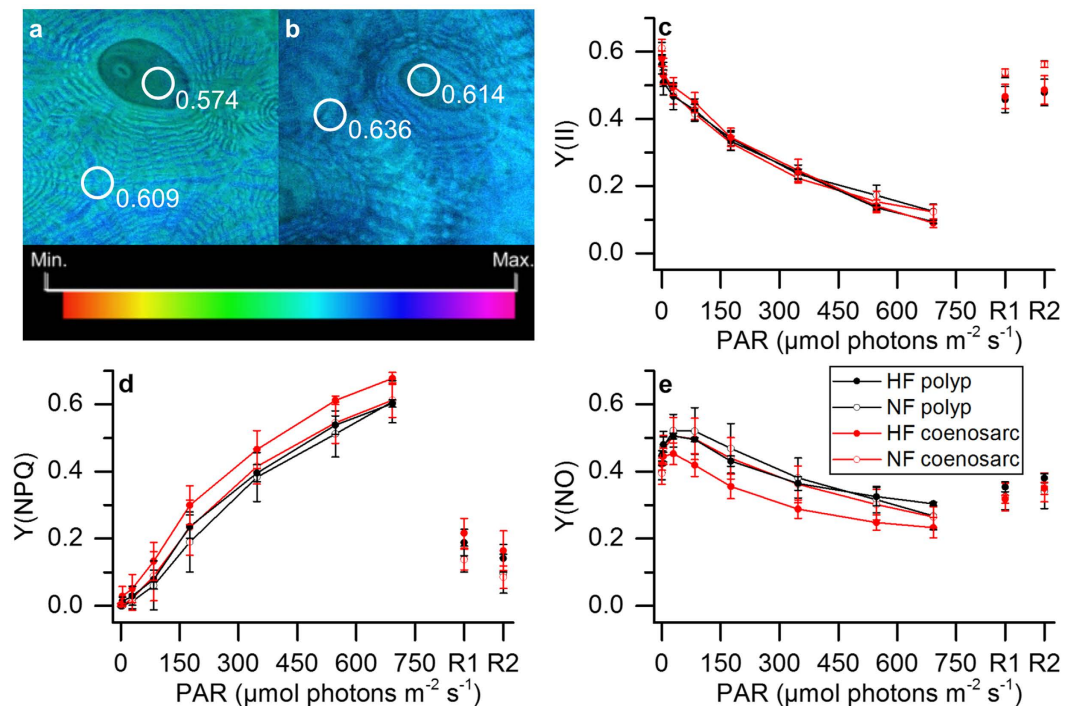 a
0.574
0.609
b
0.614
0.636
Min.
Max.
c
Y(II)
0.6
0.4
0.2
0.0
0 150 300 450 600 750 R1 R2
PAR (µmol photons m⁻² s⁻¹)
d
Y(NPQ)
0.6
0.4
0.2
0.0
0 150 300 450 600 750 R1 R2
PAR (µmol photons m⁻² s⁻¹)
e
Y(NO)
0.6
0.4
0.2
0.0
HF polyp
NF polyp
HF coenosarc
NF coenosarc
0 150 300 450 600 750 R1 R2
PAR (µmol photons m⁻² s⁻¹)